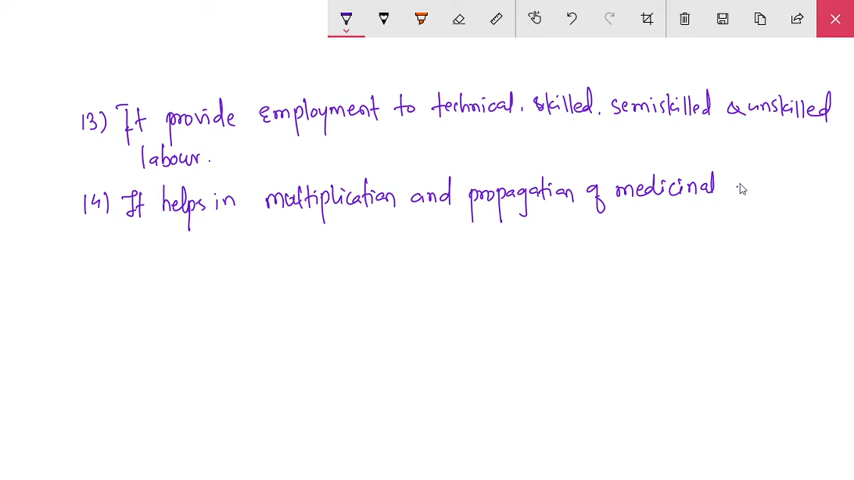 13) It provide employment to technical, skilled, semiskilled & unskilled
labour.
14) It helps in multiplication and propagation of medicinal